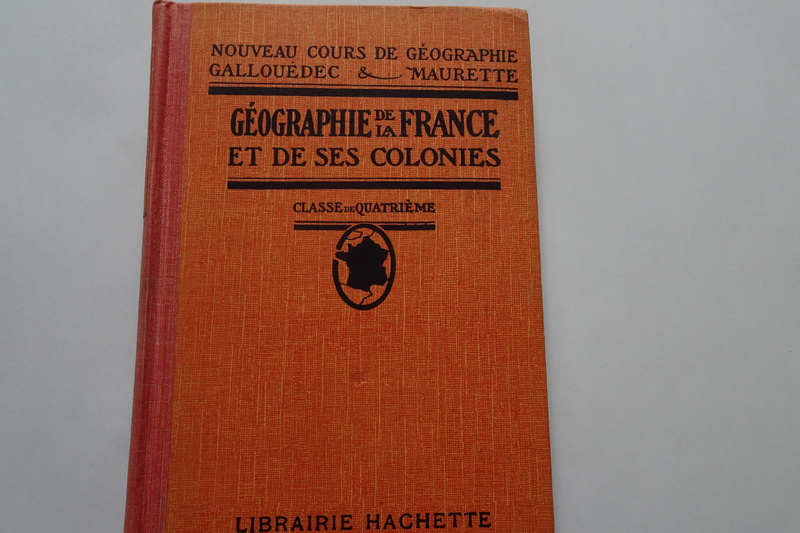 NOUVEAU COURS DE GÉOGRAPHIE
GALLOUÉDEC & MAURETTE
GÉOGRAPHIE DE LA FRANCE
ET DE SES COLONIES
CLASSE DE QUATRIÈME
LIBRAIRIE HACHETTE